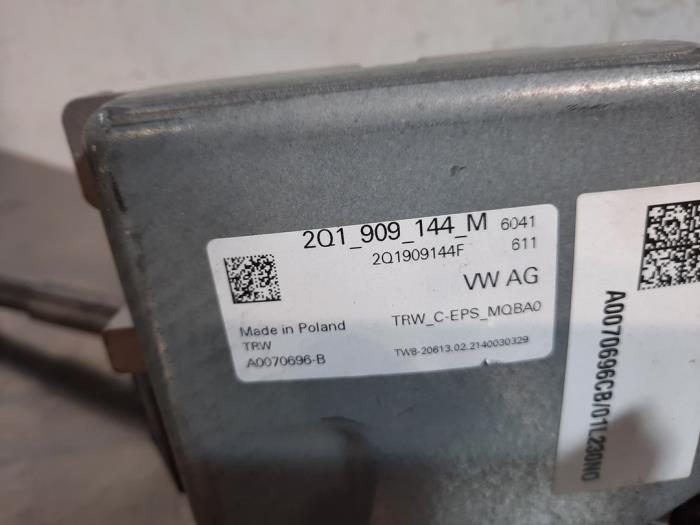 2Q1_909_144_M 6041
2Q1909144F 611
VW AG
Made in Poland TRW_C-EPS_MQBA0
TRW
A0070696-B TW8-20613.02.2140030329
A0070696CB/01L230N0